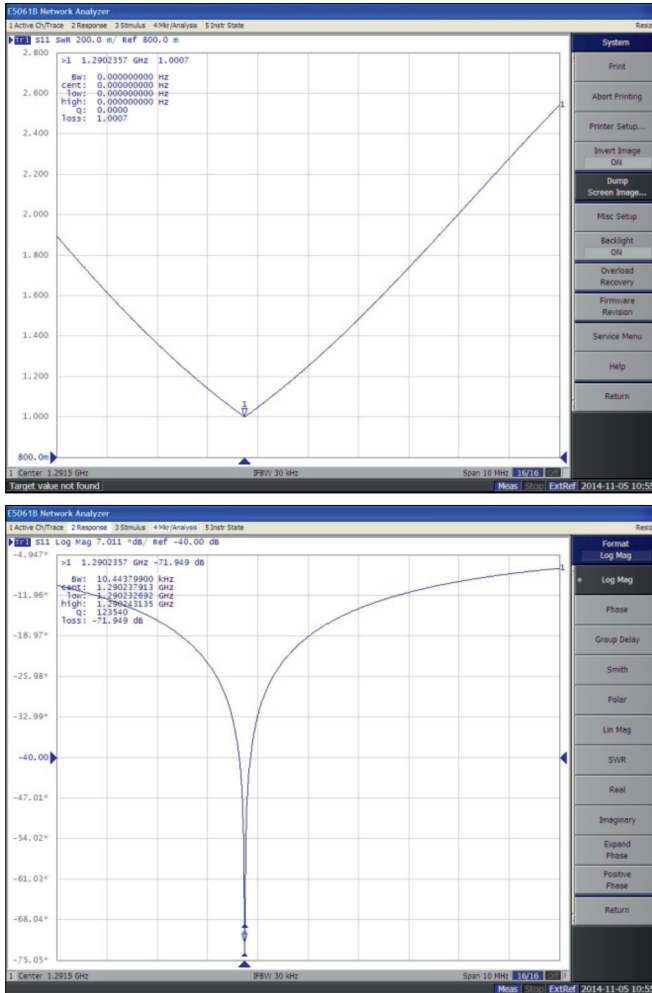 E5061B Network Analyzer
1 Active Ch/Trace 2 Response 3 Stimulus 4 Mkr/Analysis 5 Instr State
Resiz
Tr1 S11 SWR 200.0 m/ Ref 800.0 m
2.800
2.600
2.400
2.200
2.000
1.800
1.600
1.400
1.200
1.000
800.0m
>1 1.2902357 GHz 1.0007
BW: 0.000000000 Hz
cent: 0.000000000 Hz
low: 0.000000000 Hz
high: 0.000000000 Hz
Q: 0.0000
loss: 1.0007
1
1
System
Print
Abort Printing
Printer Setup...
Invert Image
ON
Dump
Screen Image...
Misc Setup
Backlight
ON
Overload
Recovery
Firmware
Revision
Service Menu
Help
Return
1 Center 1.2915 GHz IFBW 30 kHz Span 10 MHz 16/16 Off
Target value not found Meas Stop ExtRef 2014-11-05 10:55
E5061B Network Analyzer
1 Active Ch/Trace 2 Response 3 Stimulus 4 Mkr/Analysis 5 Instr State
Resiz
Tr1 S11 Log Mag 7.011 *dB/ Ref -40.00 dB
-4.947*
-11.96*
-18.97*
-25.98*
-32.99*
-40.00
-47.01*
-54.02*
-61.03*
-68.04*
-75.05*
>1 1.2902357 GHz -71.949 dB
BW: 10.44379900 kHz
cent: 1.290237913 GHz
low: 1.290232692 GHz
high: 1.290243135 GHz
Q: 123540
loss: -71.949 dB
1
Format
Log Mag
Log Mag
Phase
Group Delay
Smith
Polar
Lin Mag
SWR
Real
Imaginary
Expand
Phase
Positive
Phase
Return
1 Center 1.2915 GHz IFBW 30 kHz Span 10 MHz 16/16
Meas Stop ExtRef 2014-11-05 10:55